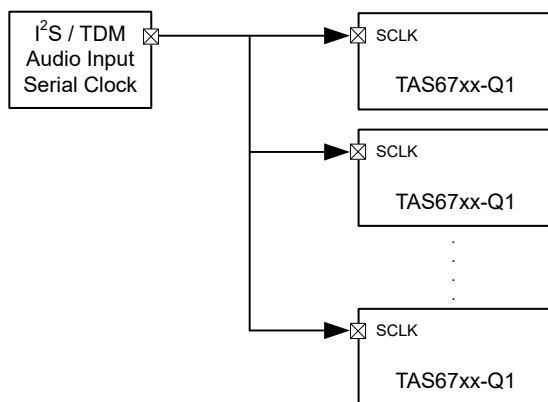 I²S / TDM
Audio Input
Serial Clock
SCLK
TAS67xx-Q1
SCLK
TAS67xx-Q1
SCLK
TAS67xx-Q1